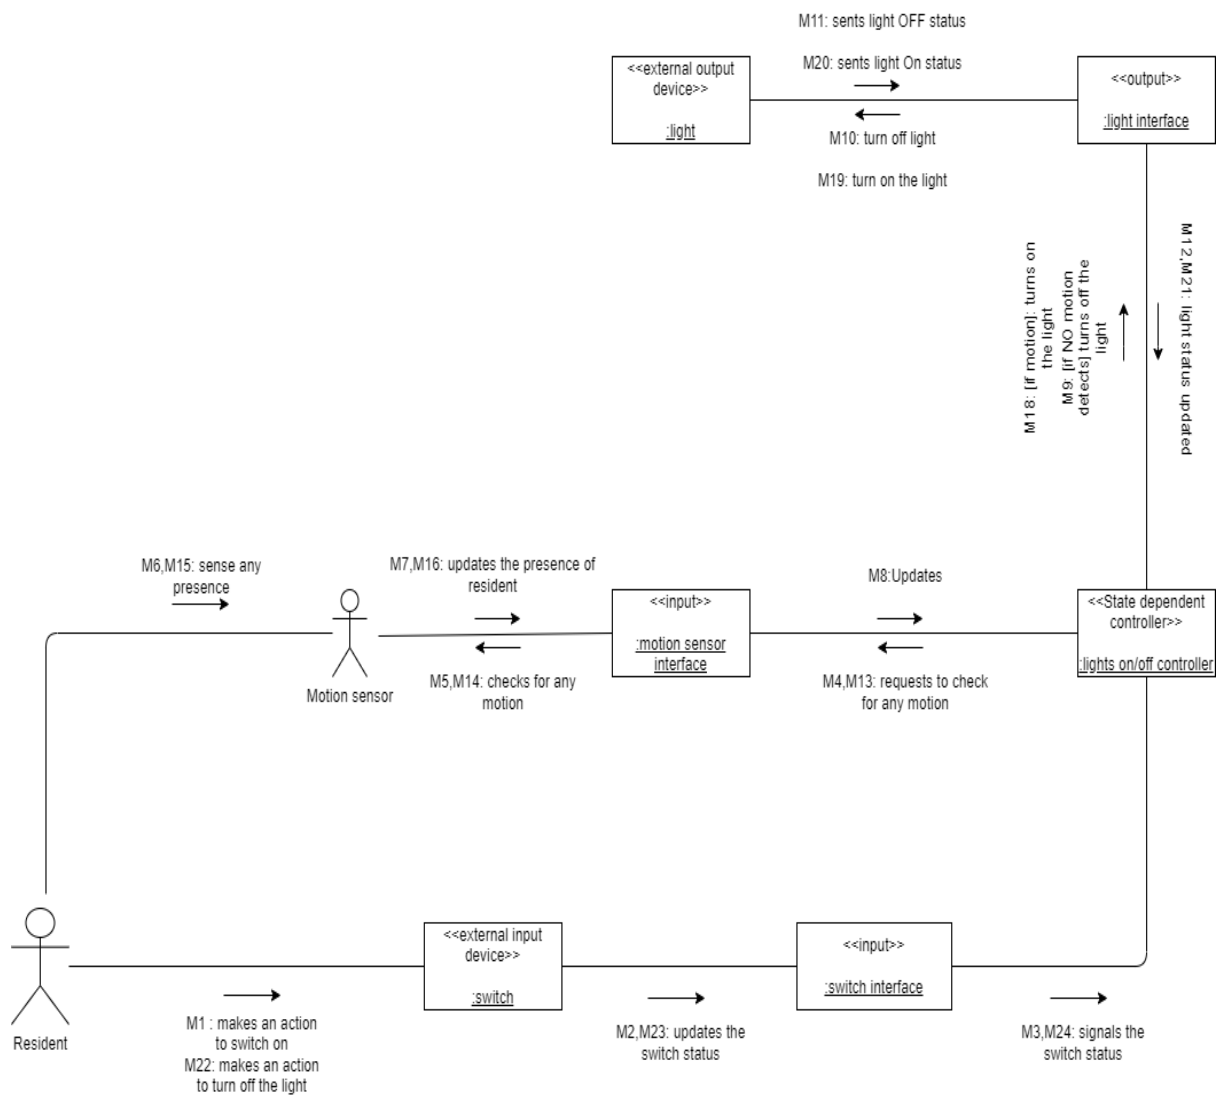 M11: sents light OFF status
M20: sents light On status
<<external output
device>>
:light
<<output>>
:light interface
M10: turn off light
M19: turn on the light
M18: [if motion]: turns on
the light
M9: [if NO motion
detects] turns off the
light
M12,M21: light status updated
M6,M15: sense any
presence
M7,M16: updates the presence of
resident
M8:Updates
<<input>>
:motion sensor
interface
<<State dependent
controller>>
:lights on/off controller
Motion sensor
M5,M14: checks for any
motion
M4,M13: requests to check
for any motion
<<external input
device>>
:switch
<<input>>
:switch interface
Resident
M1 : makes an action
to switch on
M22: makes an action
to turn off the light
M2,M23: updates the
switch status
M3,M24: signals the
switch status